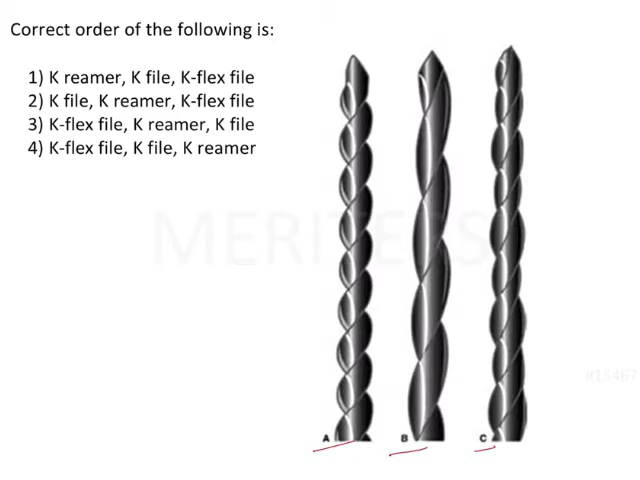 Correct order of the following is:
1) K reamer, K file, K-flex file
2) K file, K reamer, K-flex file
3) K-flex file, K reamer, K file
4) K-flex file, K file, K reamer
MERITERS
#15467
A B C